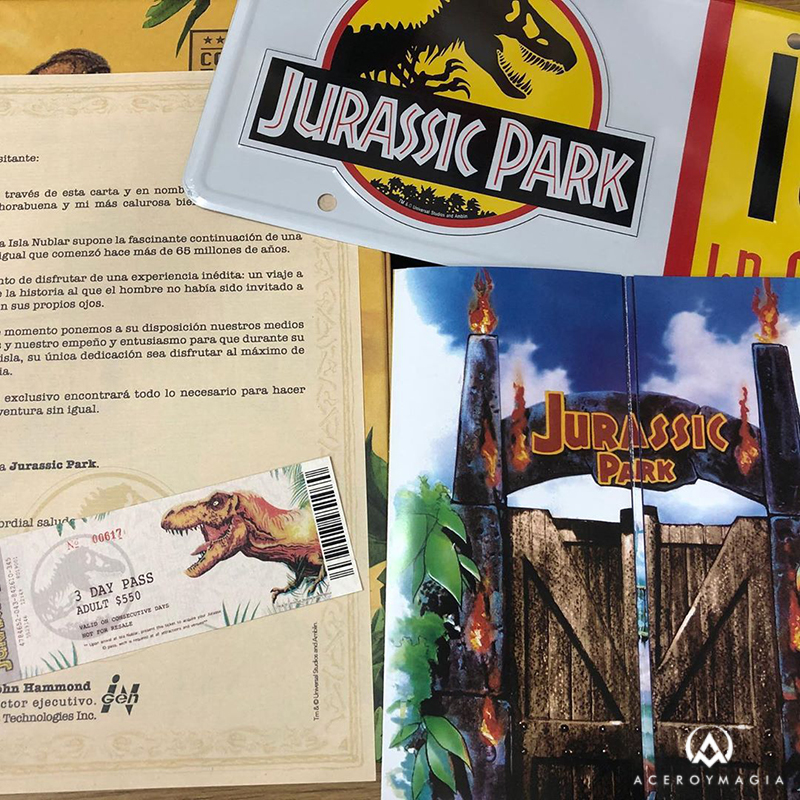 CO
JURASSIC PARK
TM & © Universal Studios and Amblin
sitante:
través de esta carta y en nomb
horabuena y mi más calurosa bie
a Isla Nublar supone la fascinante continuación de una
igual que comenzó hace más de 65 millones de años.
nto de disfrutar de una experiencia inédita: un viaje a
e la historia al que el hombre no había sido invitado a
n sus propios ojos.
e momento ponemos a su disposición nuestros medios
s y nuestro empeño y entusiasmo para que durante su
isla, su única dedicación sea disfrutar al máximo de
ia.
exclusivo encontrará todo lo necesario para hacer
ventura sin igual.
a Jurassic Park.
ordial salud
Nº 00617
3 DAY PASS
ADULT $550
VALID ON CONSECUTIVE DAYS
NOT FOR RESALE
ohn Hammond
ctor ejecutivo.
Technologies Inc.
InGen
Tm & © Universal Studios and Amblin
JURASSIC
PARK
ACEROYMAGIA